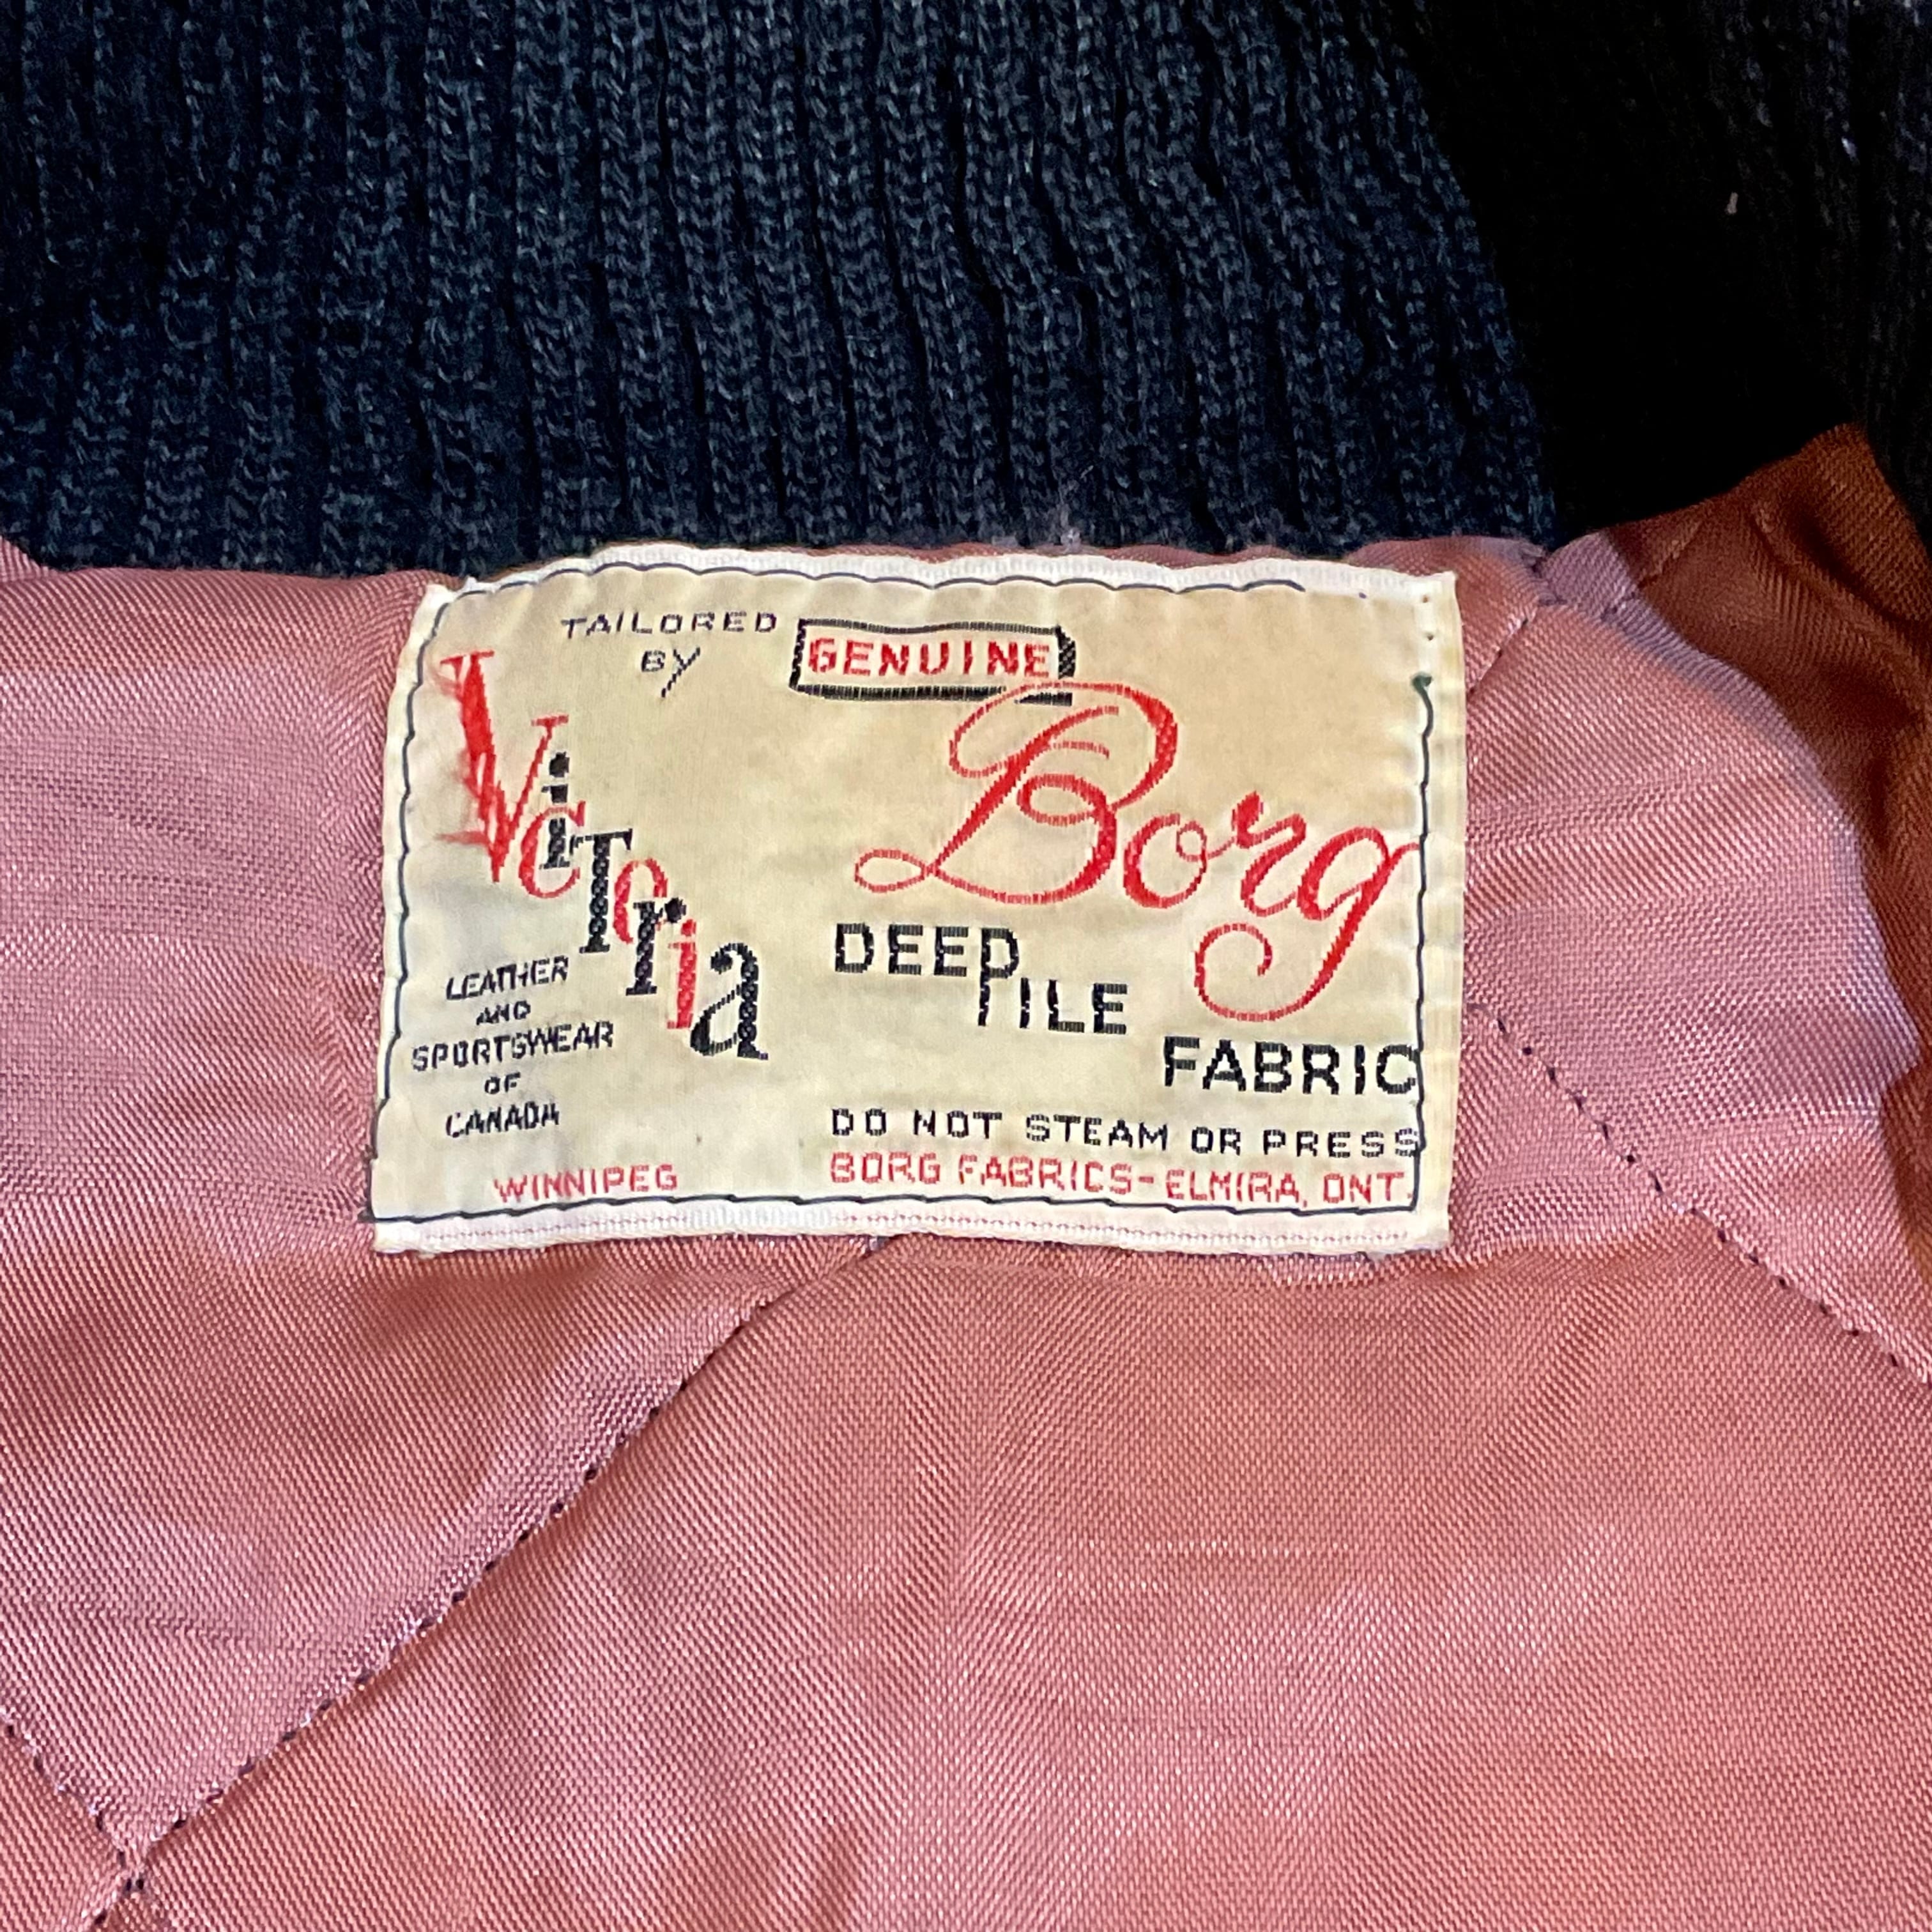 TAILORED
BY
VicToria
LEATHER
AND
SPORTSWEAR
OF
CANADA
WINNIPEG
GENUINE
Borg
DEEP
PILE
FABRIC
DO NOT STEAM OR PRESS
BORG FABRICS-ELMIRA, ONT.